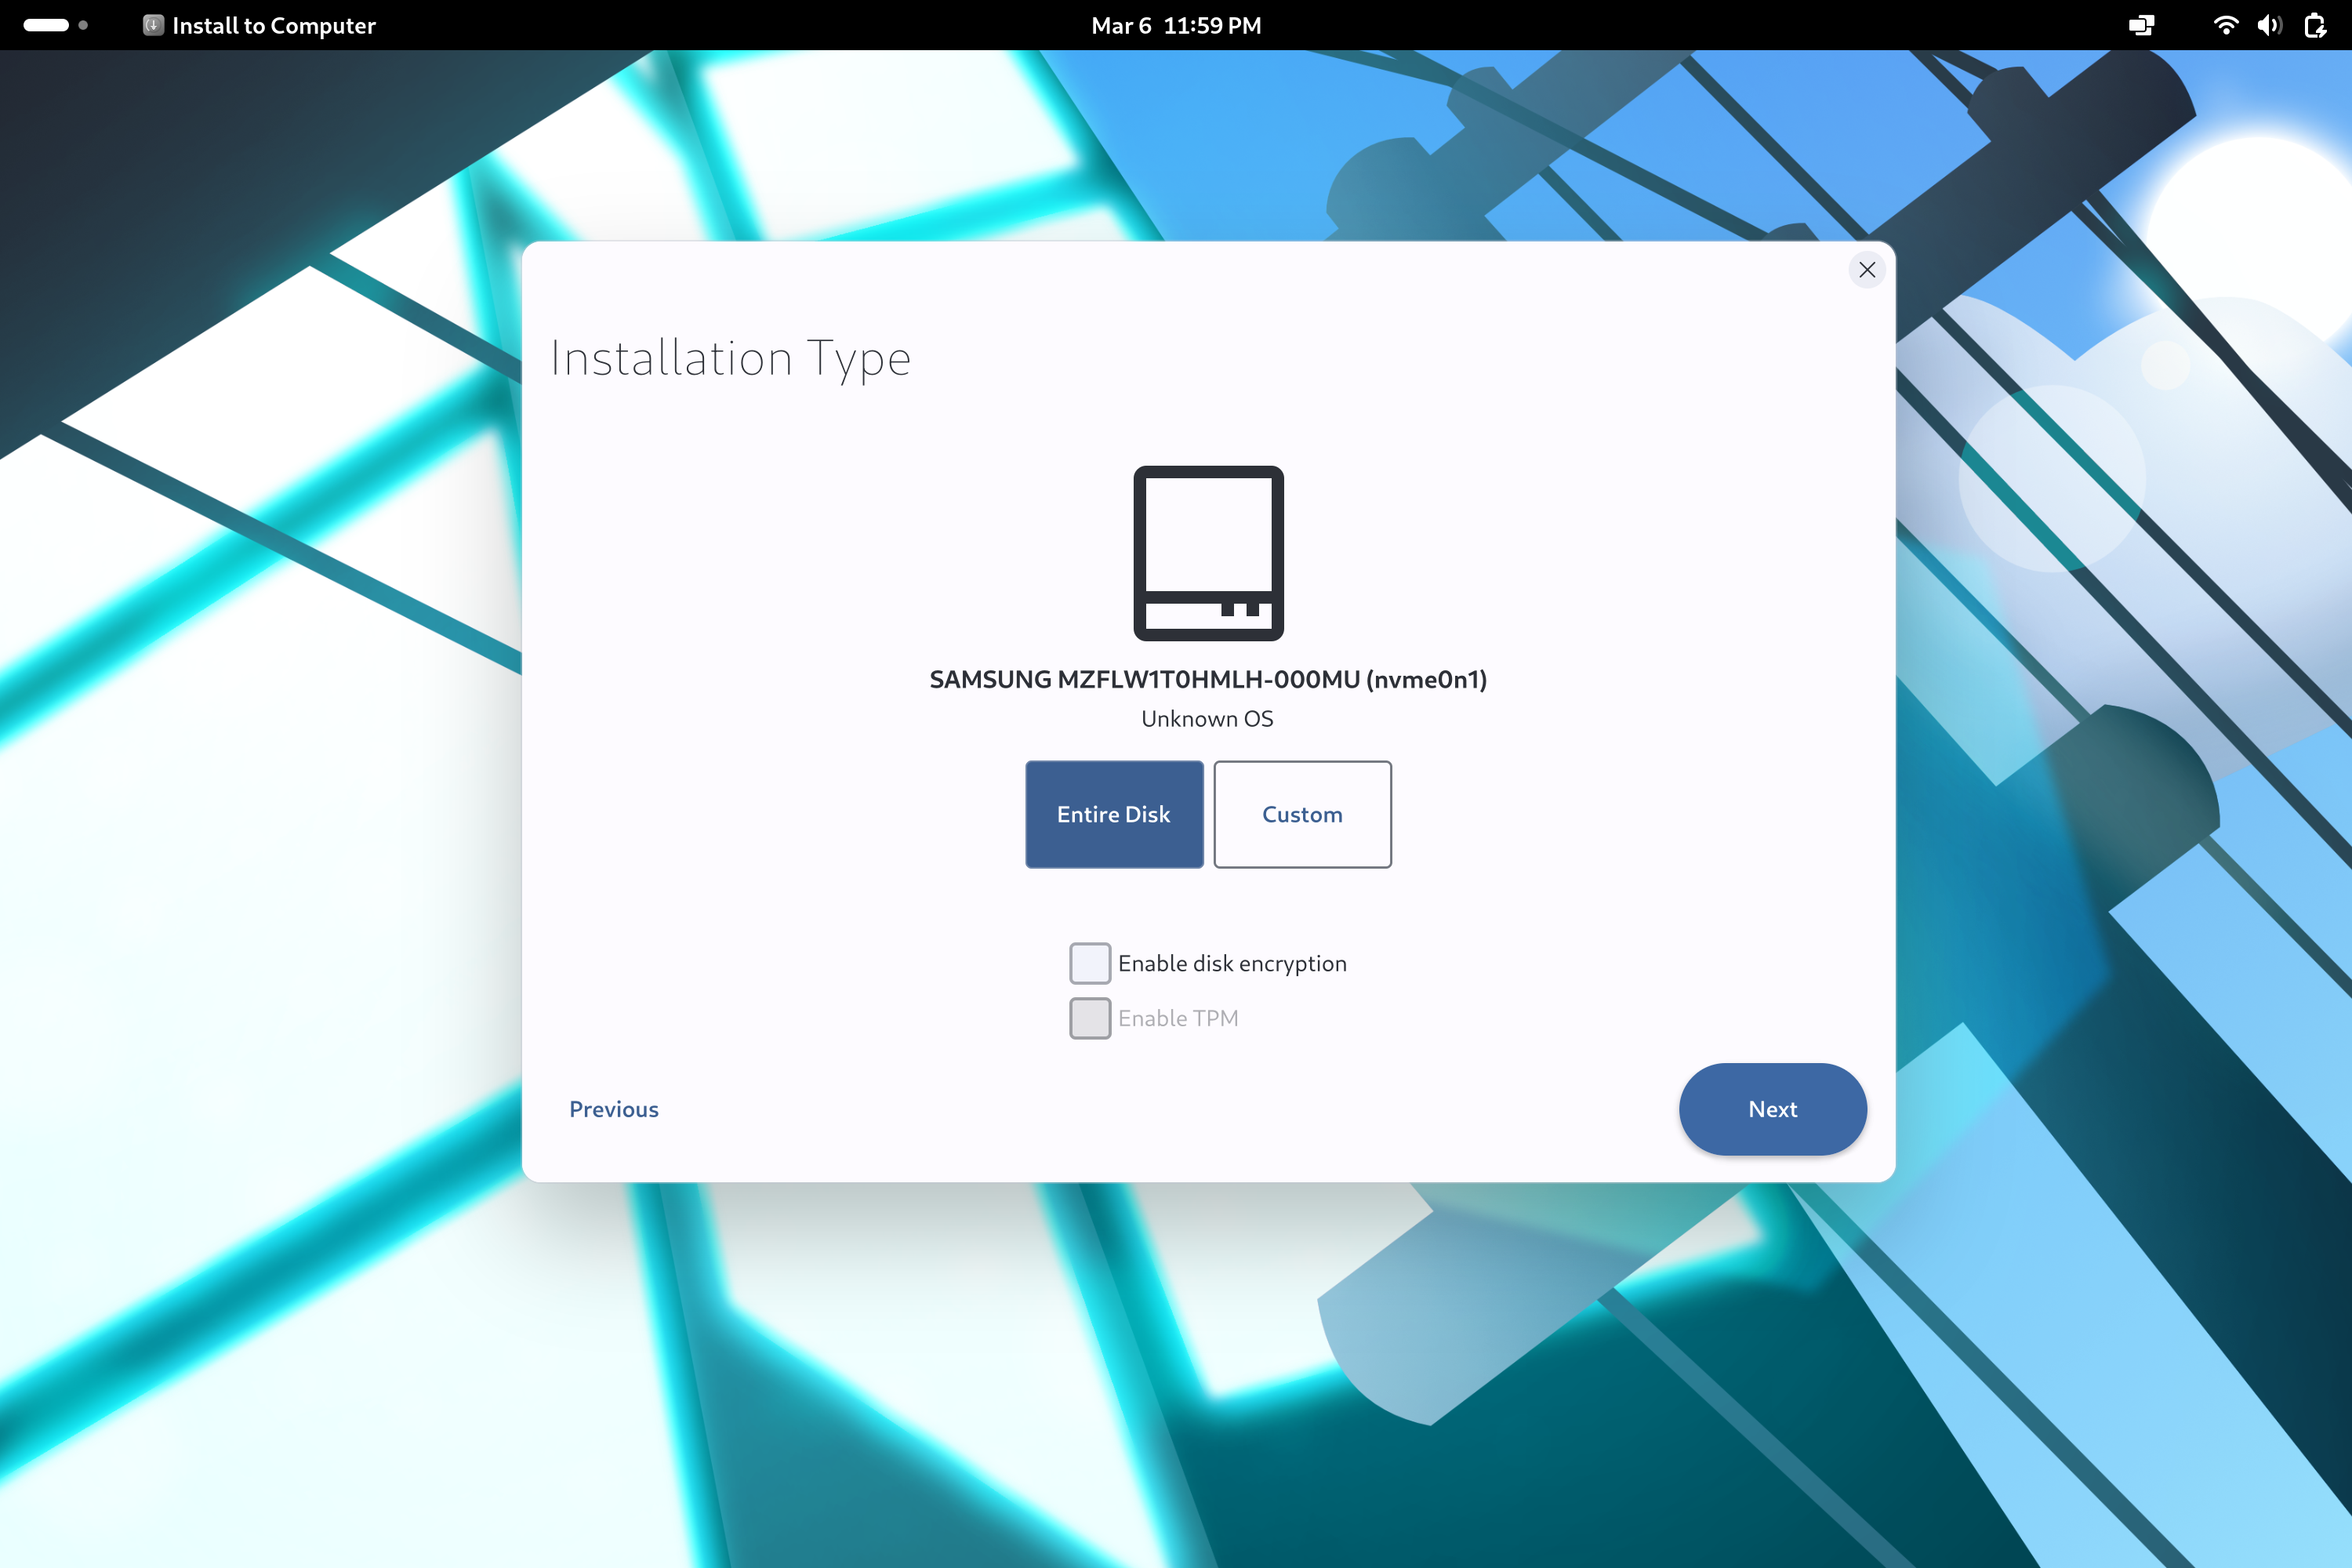 Install to Computer
Mar 6 11:59 PM
Installation Type
SAMSUNG MZFLW1T0HMLH-000MU (nvme0n1)
Unknown OS
Entire Disk
Custom
Enable disk encryption
Enable TPM
Previous
Next